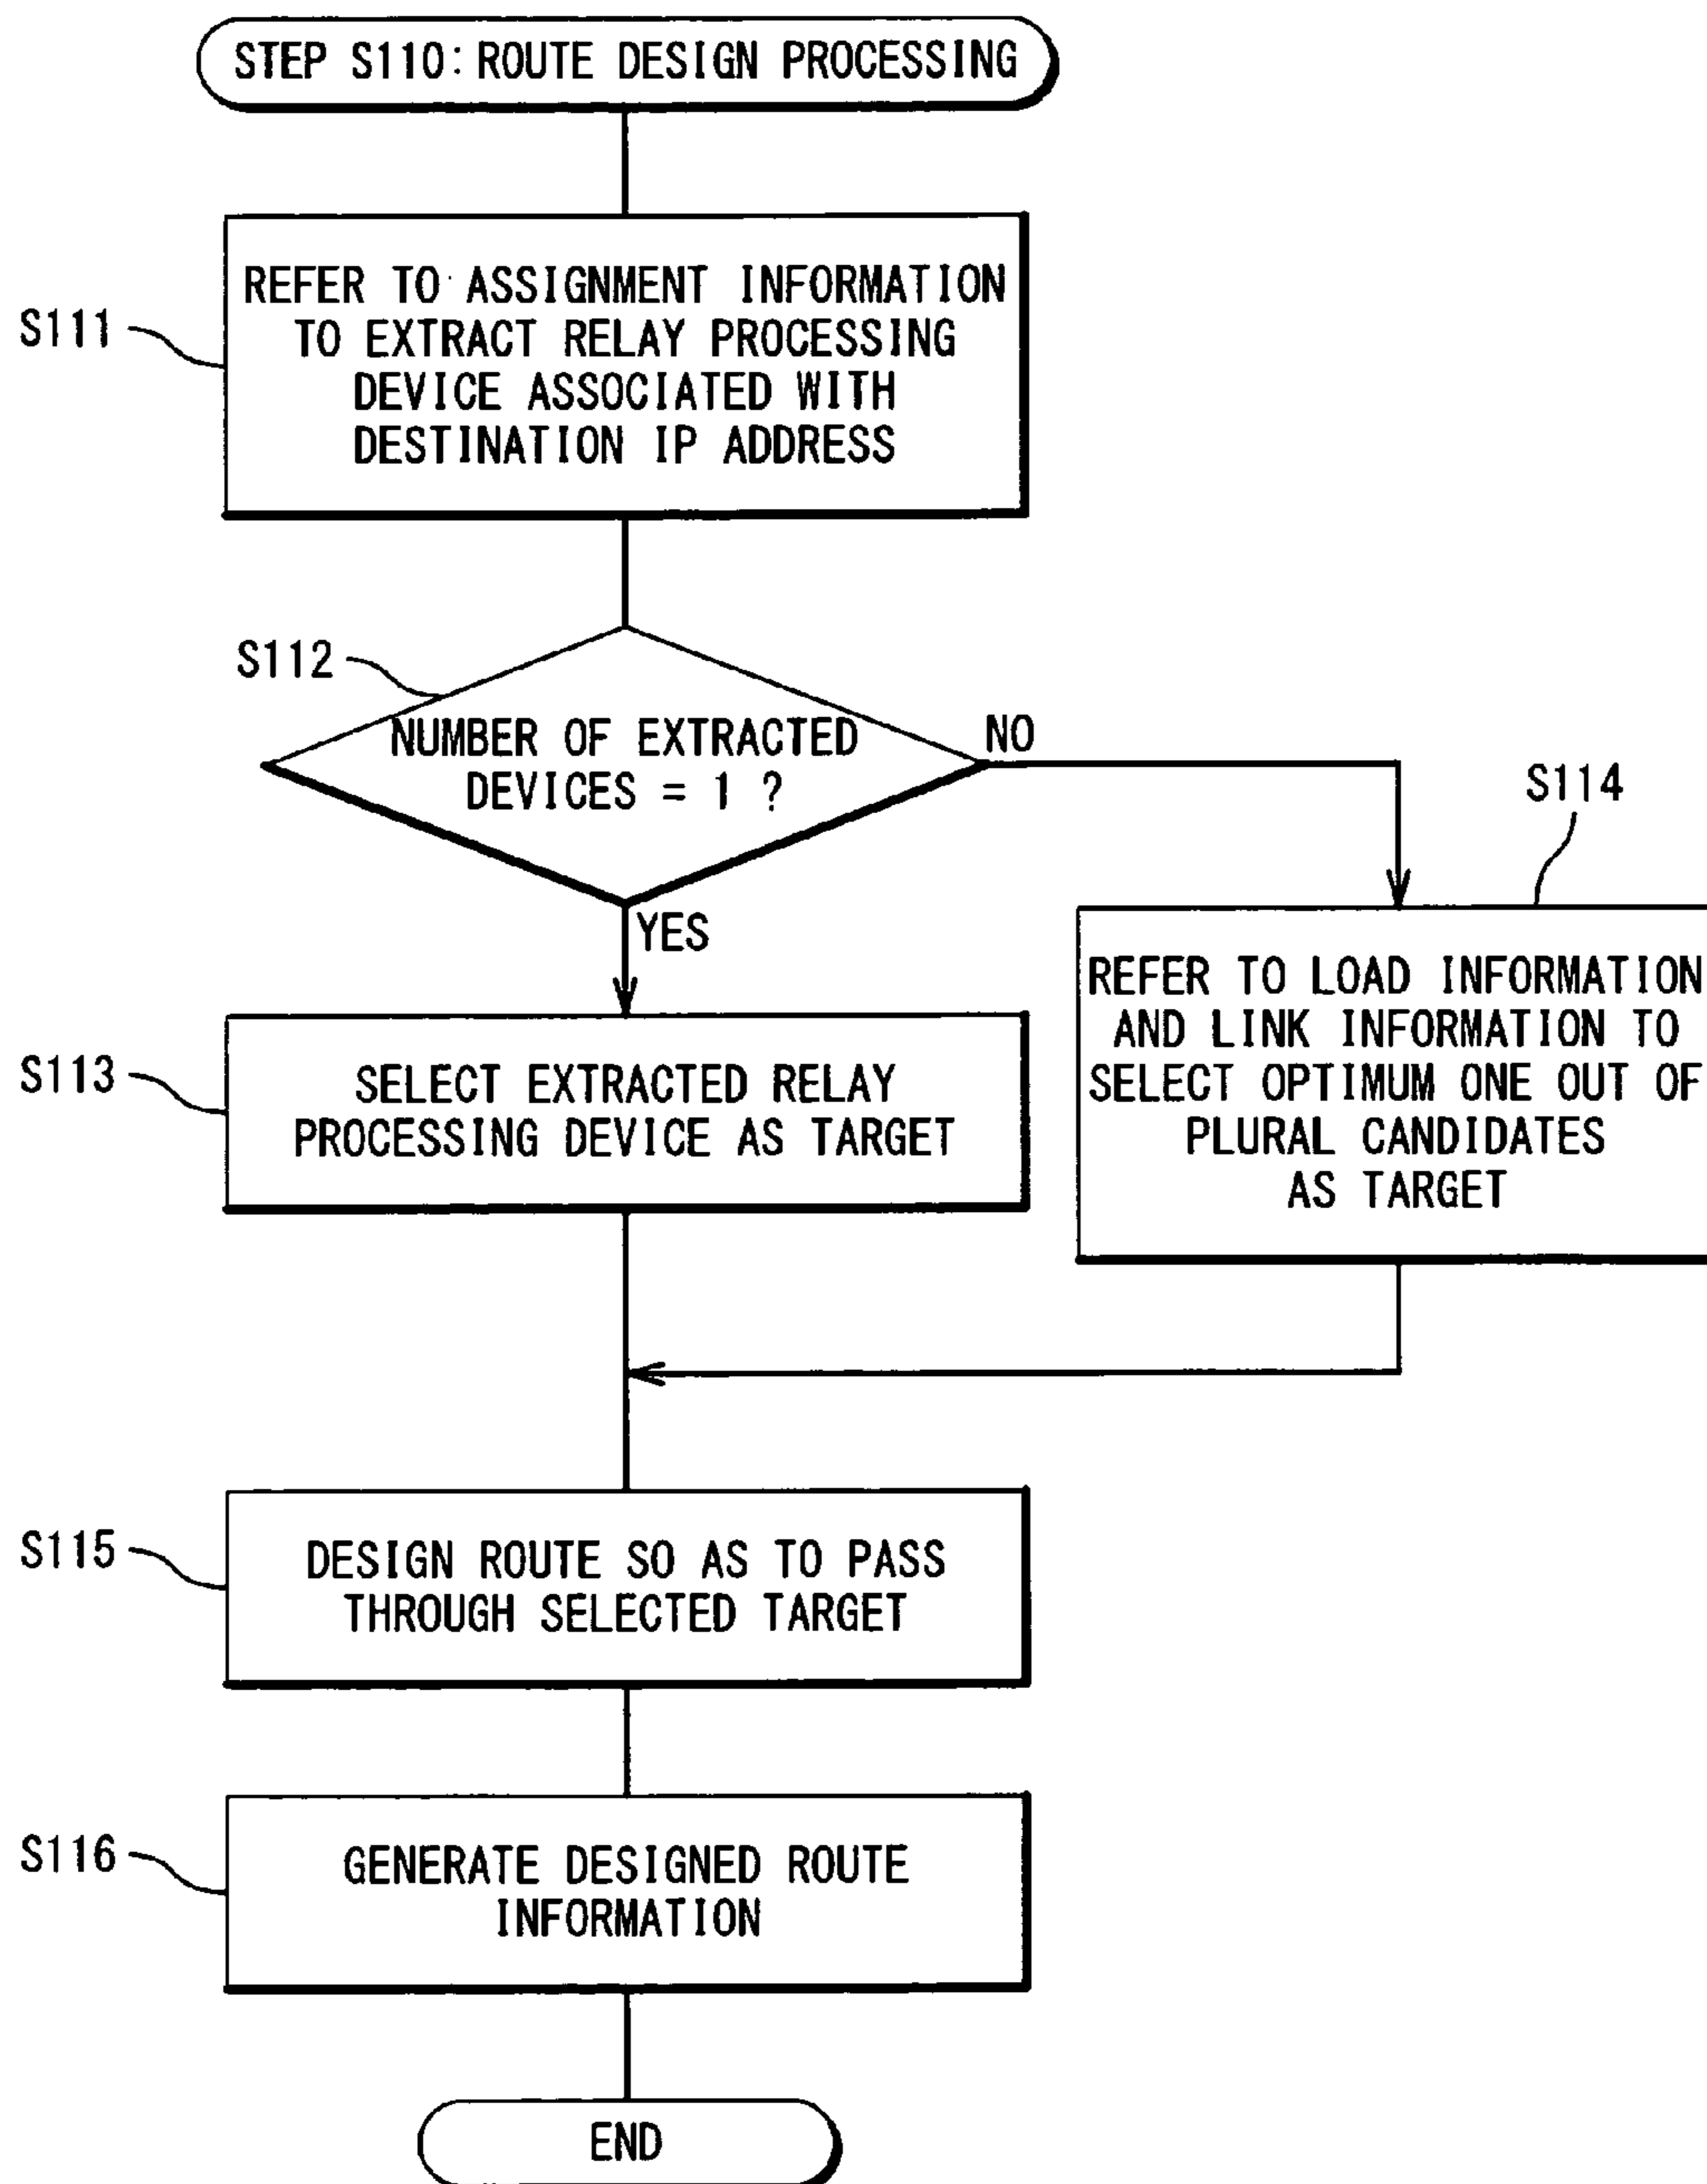 STEP S110: ROUTE DESIGN PROCESSING
S111
REFER TO ASSIGNMENT INFORMATION
TO EXTRACT RELAY PROCESSING
DEVICE ASSOCIATED WITH
DESTINATION IP ADDRESS
S112
NUMBER OF EXTRACTED
DEVICES = 1 ?
NO
YES
S114
REFER TO LOAD INFORMATION
AND LINK INFORMATION TO
SELECT OPTIMUM ONE OUT OF
PLURAL CANDIDATES
AS TARGET
S113
SELECT EXTRACTED RELAY
PROCESSING DEVICE AS TARGET
S115
DESIGN ROUTE SO AS TO PASS
THROUGH SELECTED TARGET
S116
GENERATE DESIGNED ROUTE
INFORMATION
END